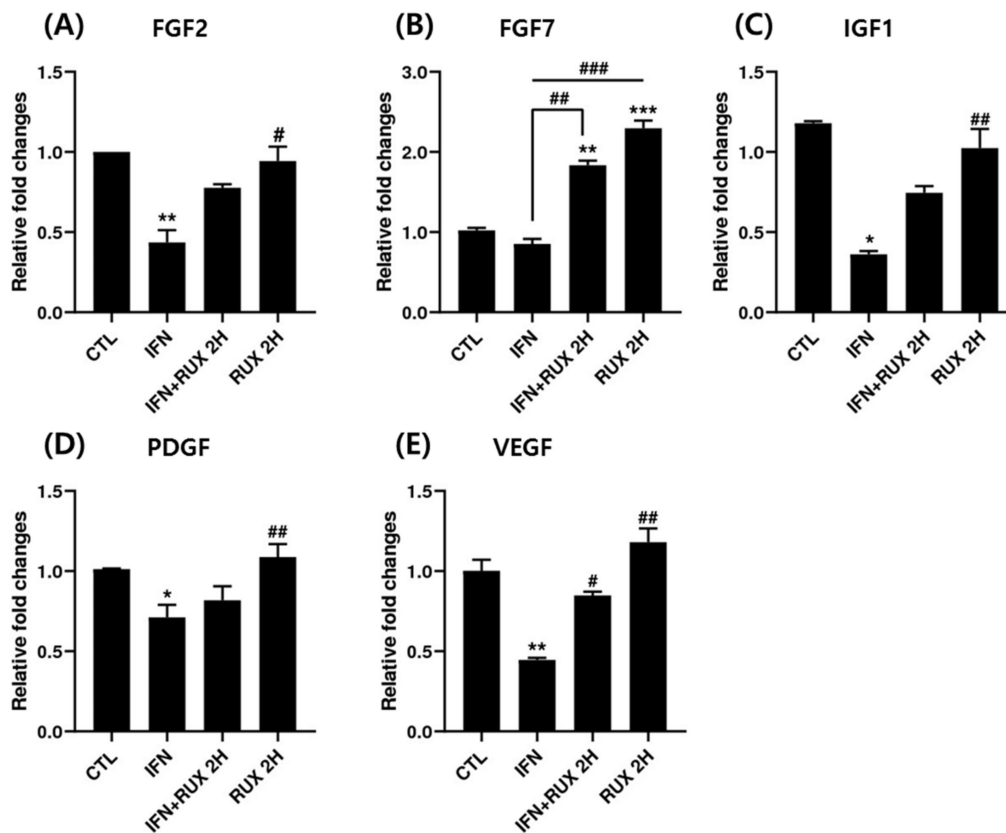 (A) FGF2
Relative fold changes
1.5
1.0
0.5
0.0
**
#
CTL
IFN
IFN+RUX 2H
RUX 2H
(B) FGF7
Relative fold changes
3.0
2.0
1.0
0.0
###
##
**
***
CTL
IFN
IFN+RUX 2H
RUX 2H
(C) IGF1
Relative fold changes
1.5
1.0
0.5
0.0
*
##
CTL
IFN
IFN+RUX 2H
RUX 2H
(D) PDGF
Relative fold changes
1.5
1.0
0.5
0.0
*
##
CTL
IFN
IFN+RUX 2H
RUX 2H
(E) VEGF
Relative fold changes
1.5
1.0
0.5
0.0
**
#
##
CTL
IFN
IFN+RUX 2H
RUX 2H